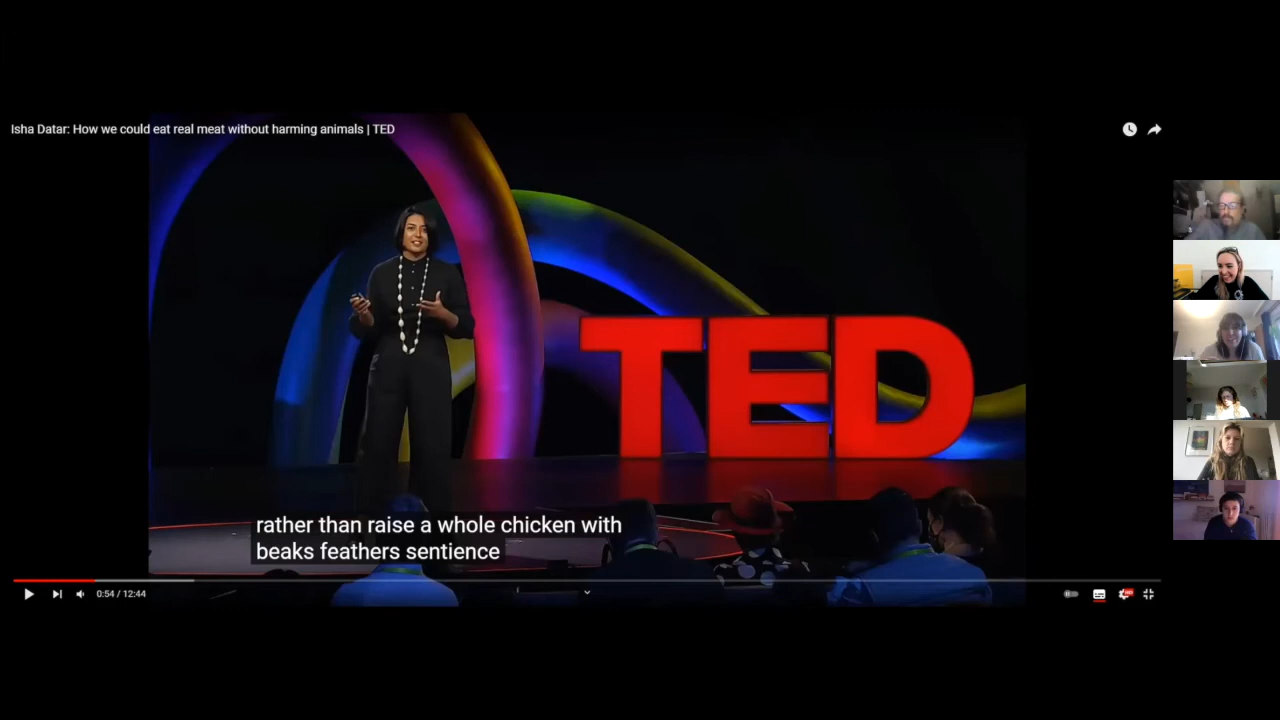 Isha Datar: How we could eat real meat without harming animals | TED
TED
rather than raise a whole chicken with
beaks feathers sentience
0:54 / 12:44
HD